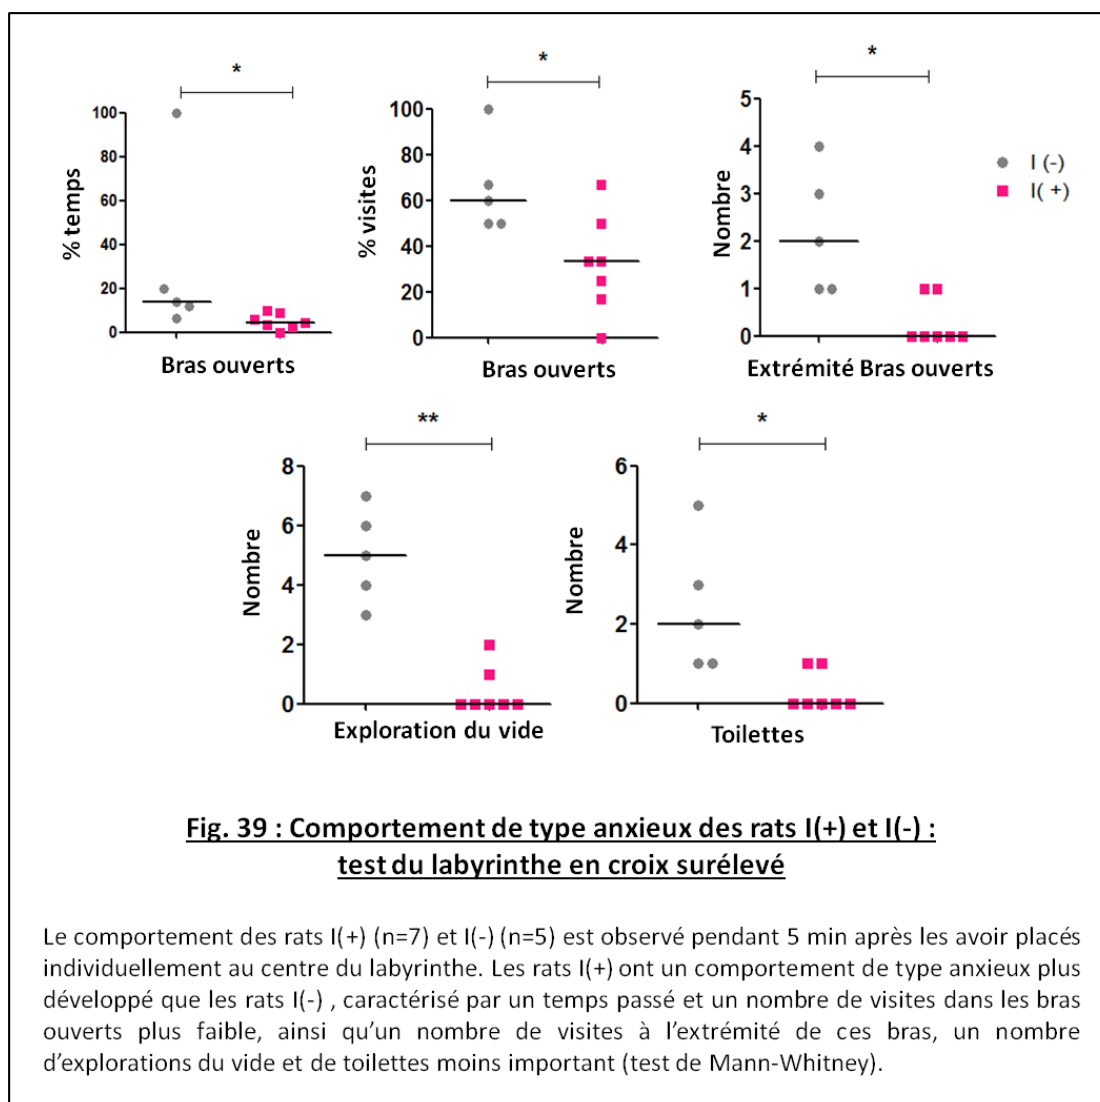 *
100
80
60
40
20
0
% temps
Bras ouverts
*
100
80
60
40
20
0
% visites
Bras ouverts
*
5
4
3
2
1
0
Nombre
Extrémité Bras ouverts
I (-)
I( +)
**
8
6
4
2
0
Nombre
Exploration du vide
*
6
4
2
0
Nombre
Toilettes
Fig. 39 : Comportement de type anxieux des rats I(+) et I(-) :
test du labyrinthe en croix surélevé
Le comportement des rats I(+) (n=7) et I(-) (n=5) est observé pendant 5 min après les avoir placés
individuellement au centre du labyrinthe. Les rats I(+) ont un comportement de type anxieux plus
développé que les rats I(-) , caractérisé par un temps passé et un nombre de visites dans les bras
ouverts plus faible, ainsi qu’un nombre de visites à l’extrémité de ces bras, un nombre
d’explorations du vide et de toilettes moins important (test de Mann-Whitney).